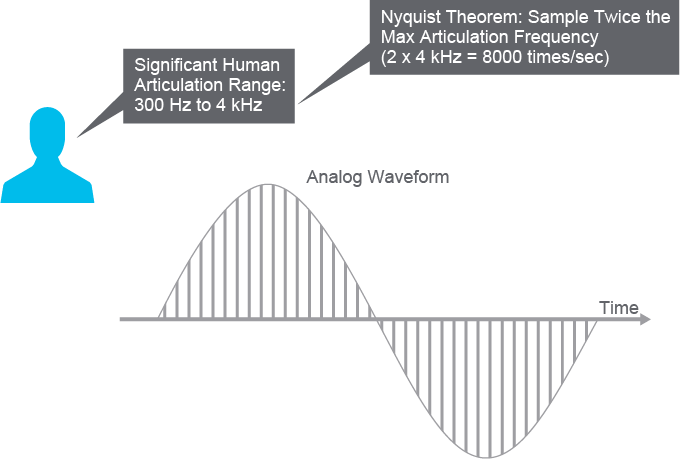 Nyquist Theorem: Sample Twice the
Max Articulation Frequency
(2 x 4 kHz = 8000 times/sec)
Significant Human
Articulation Range:
300 Hz to 4 kHz
Analog Waveform
Time